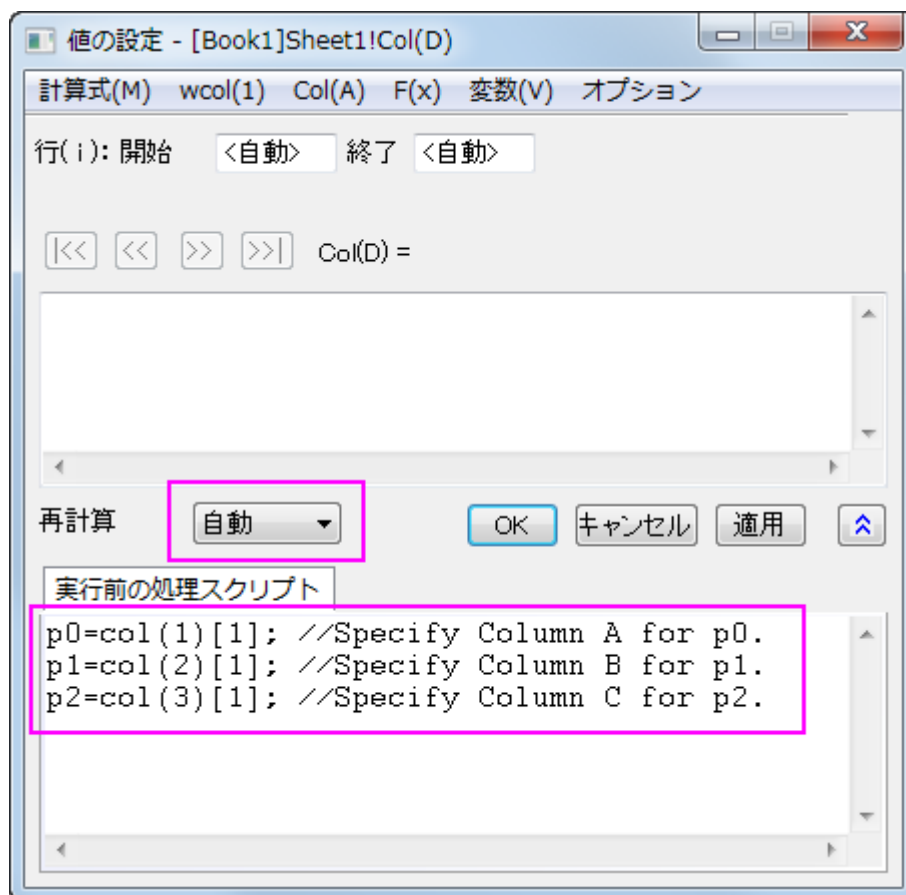 値の設定 - [Book1]Sheet1!Col(D)
計算式(M) wcol(1) Col(A) F(x) 変数(V) オプション
行(i): 開始 <自動> 終了 <自動>
|<< << >> >>| Col(D) =
再計算 自動 OK キャンセル 適用
実行前の処理スクリプト
p0=col(1)[1]; //Specify Column A for p0.
p1=col(2)[1]; //Specify Column B for p1.
p2=col(3)[1]; //Specify Column C for p2.